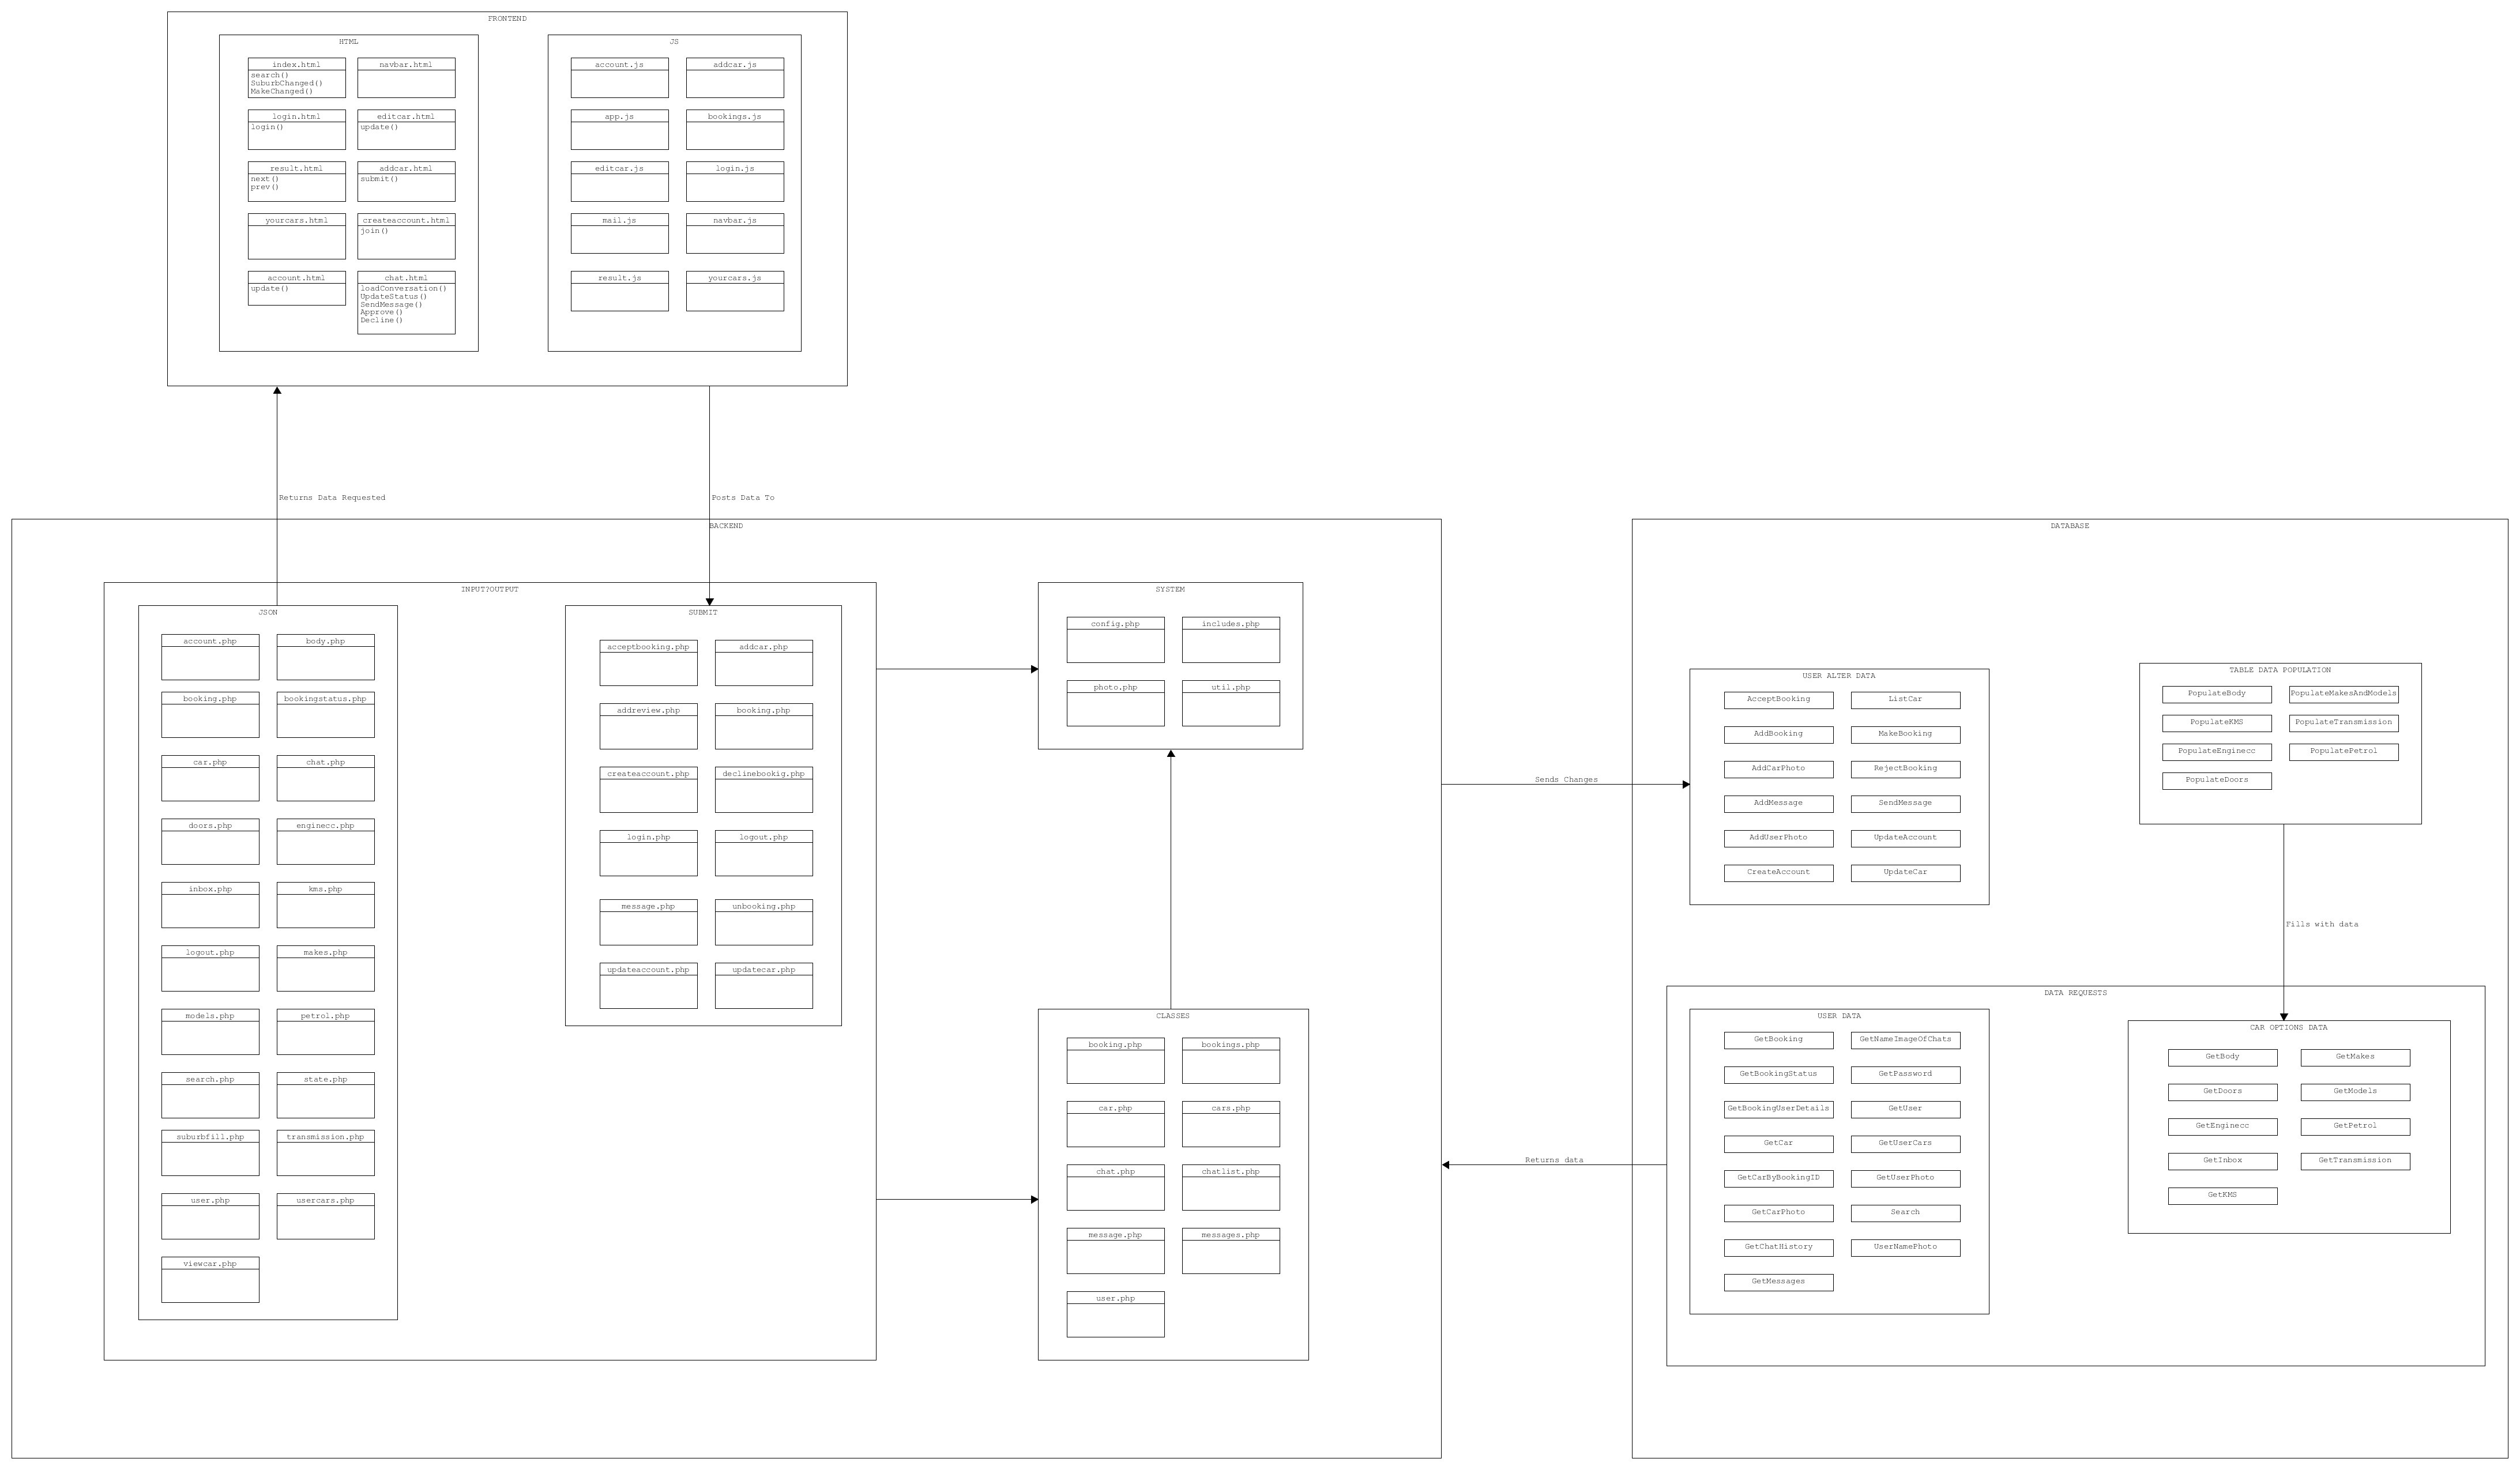 FRONTEND
HTML
index.html
search()
SuburbChanged()
MakeChanged()
navbar.html
login.html
login()
editcar.html
update()
result.html
next()
prev()
addcar.html
submit()
yourcars.html
createaccount.html
join()
account.html
update()
chat.html
loadConversation()
UpdateStatus()
SendMessage()
Approve()
Decline()
JS
account.js
addcar.js
app.js
bookings.js
editcar.js
login.js
mail.js
navbar.js
result.js
yourcars.js
Returns Data Requested
Posts Data To
BACKEND
INPUT?OUTPUT
JSON
account.php
body.php
booking.php
bookingstatus.php
car.php
chat.php
doors.php
enginecc.php
inbox.php
kms.php
logout.php
makes.php
models.php
petrol.php
search.php
state.php
suburbfill.php
transmission.php
user.php
usercars.php
viewcar.php
SUBMIT
acceptbooking.php
addcar.php
addreview.php
booking.php
createaccount.php
declinebookig.php
login.php
logout.php
message.php
unbooking.php
updateaccount.php
updatecar.php
SYSTEM
config.php
includes.php
photo.php
util.php
CLASSES
booking.php
bookings.php
car.php
cars.php
chat.php
chatlist.php
message.php
messages.php
user.php
Sends Changes
Returns data
DATABASE
USER ALTER DATA
AcceptBooking
ListCar
AddBooking
MakeBooking
AddCarPhoto
RejectBooking
AddMessage
SendMessage
AddUserPhoto
UpdateAccount
CreateAccount
UpdateCar
TABLE DATA POPULATION
PopulateBody
PopulateMakesAndModels
PopulateKMS
PopulateTransmission
PopulateEnginecc
PopulatePetrol
PopulateDoors
Fills with data
DATA REQUESTS
USER DATA
GetBooking
GetNameImageOfChats
GetBookingStatus
GetPassword
GetBookingUserDetails
GetUser
GetCar
GetUserCars
GetCarByBookingID
GetUserPhoto
GetCarPhoto
Search
GetChatHistory
UserNamePhoto
GetMessages
CAR OPTIONS DATA
GetBody
GetMakes
GetDoors
GetModels
GetEnginecc
GetPetrol
GetInbox
GetTransmission
GetKMS